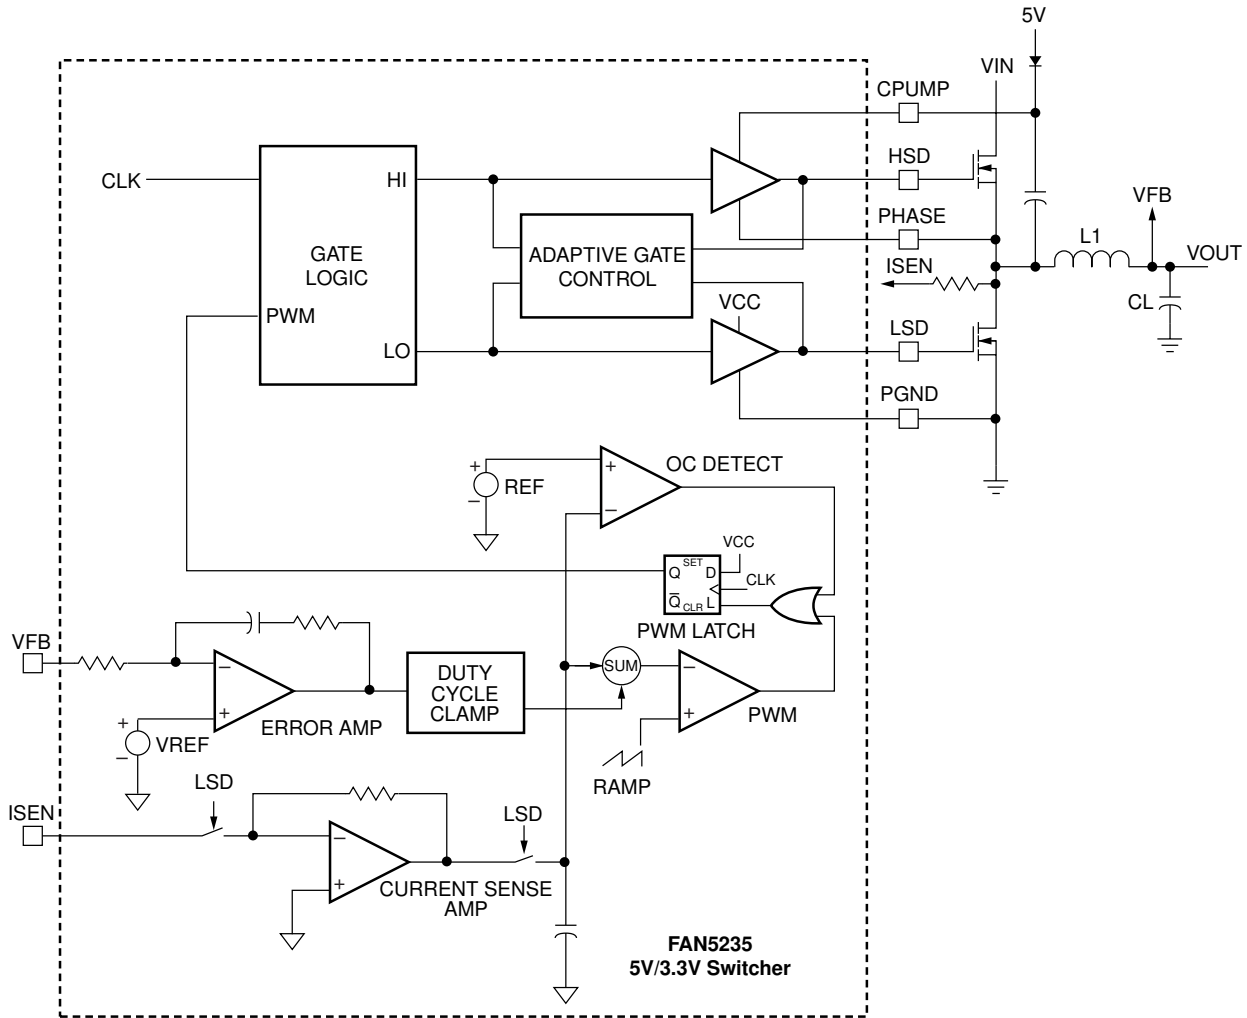 5V
VIN
CPUMP
HSD
CLK
HI
VFB
PHASE
L1
GATE
LOGIC
ADAPTIVE GATE
CONTROL
ISEN
VOUT
VCC
CL
PWM
LSD
LO
PGND
OC DETECT
+
+
REF
−
−
VCC
SET
Q
D
CLK
Q̅
CLR
L
PWM LATCH
VFB
−
SUM
−
DUTY
CYCLE
CLAMP
+
+
ERROR AMP
+
PWM
VREF
−
RAMP
LSD
ISEN
LSD
−
+
CURRENT SENSE
AMP
FAN5235
5V/3.3V Switcher